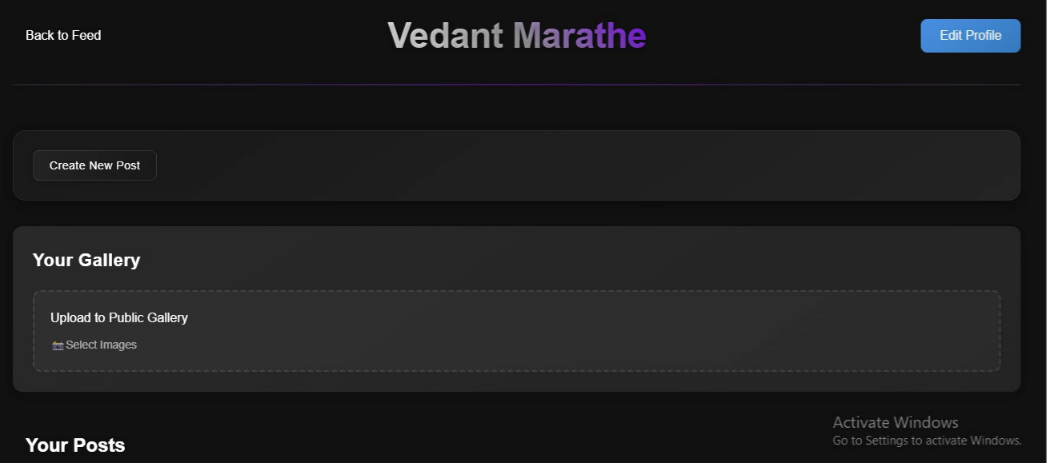 Back to Feed
Vedant Marathe
Edit Profile
Create New Post
Your Gallery
Upload to Public Gallery
Select Images
Activate Windows
Go to Settings to activate Windows.
Your Posts